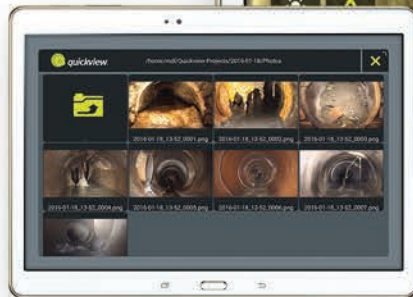 quickview
/home/mdl/Quickview-Projects/2016-01-18/Photos
X
2016-01-18_13-52_0001.png
2016-01-18_13-52_0002.png
2016-01-18_13-52_0003.png
2016-01-18_13-52_0004.png
2016-01-18_13-52_0005.png
2016-01-18_13-52_0006.png
2016-01-18_13-52_0007.png